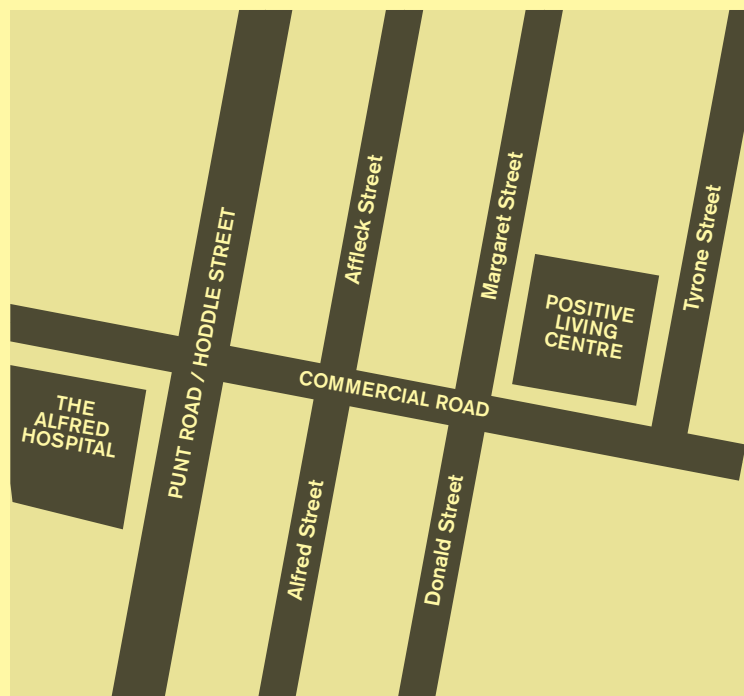 PUNT ROAD / HODDLE STREET
Affleck Street
Margaret Street
Tyrone Street
POSITIVE
LIVING
CENTRE
COMMERCIAL ROAD
THE
ALFRED
HOSPITAL
Alfred Street
Donald Street